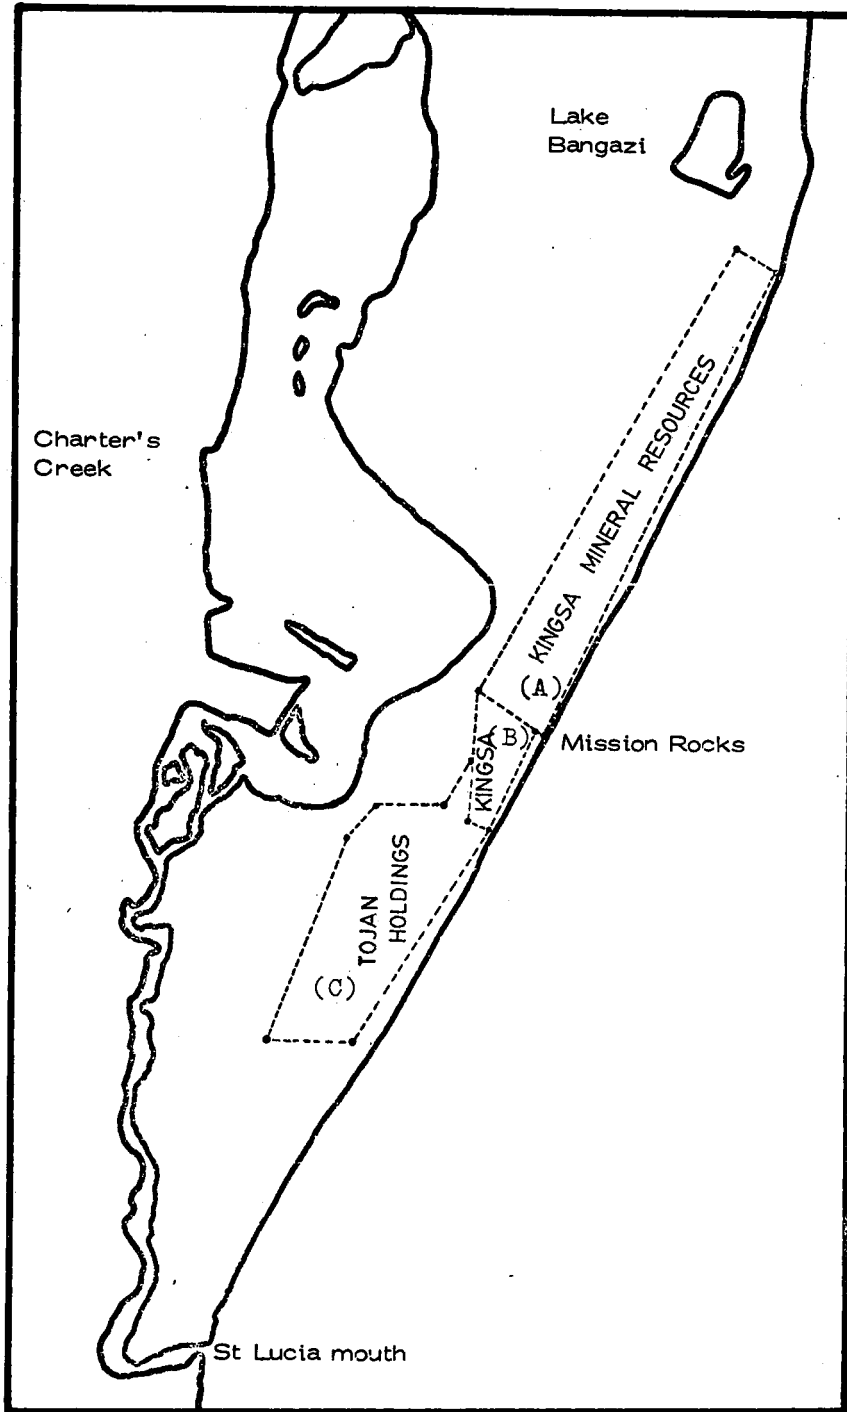 Lake
Bangazi
Charter's
Creek
KINGSA MINERAL RESOURCES
(A)
KINGSA
(B)
Mission Rocks
TOJAN
HOLDINGS
(C)
St Lucia mouth